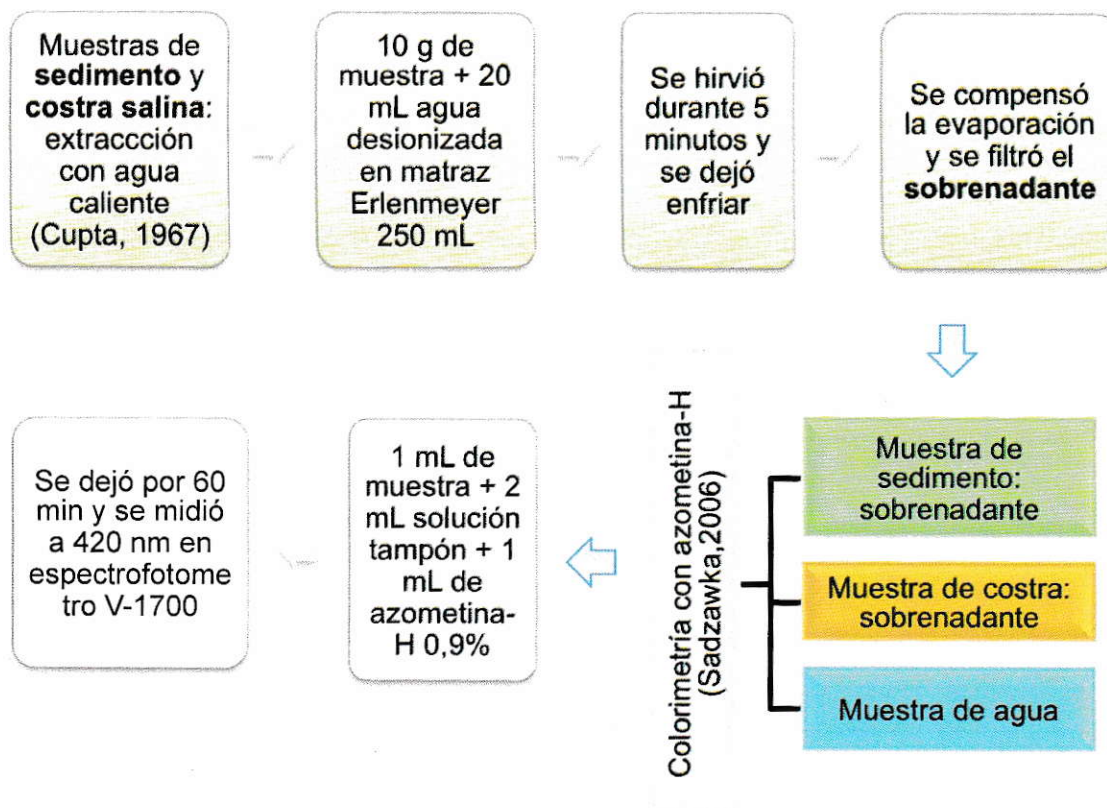 Muestras de
sedimento y
costra salina:
extraccción
con agua
caliente
(Cupta, 1967)
10 g de
muestra + 20
mL agua
desionizada
en matraz
Erlenmeyer
250 mL
Se hirvió
durante 5
minutos y
se dejó
enfriar
Se compensó
la evaporación
y se filtró el
sobrenadante
Colorimetría con azometina-H
(Sadzawka,2006)
Muestra de
sedimento:
sobrenadante
Muestra de costra:
sobrenadante
Muestra de agua
1 mL de
muestra + 2
mL solución
tampón + 1
mL de
azometina-
H 0,9%
Se dejó por 60
min y se midió
a 420 nm en
espectrofotome
tro V-1700